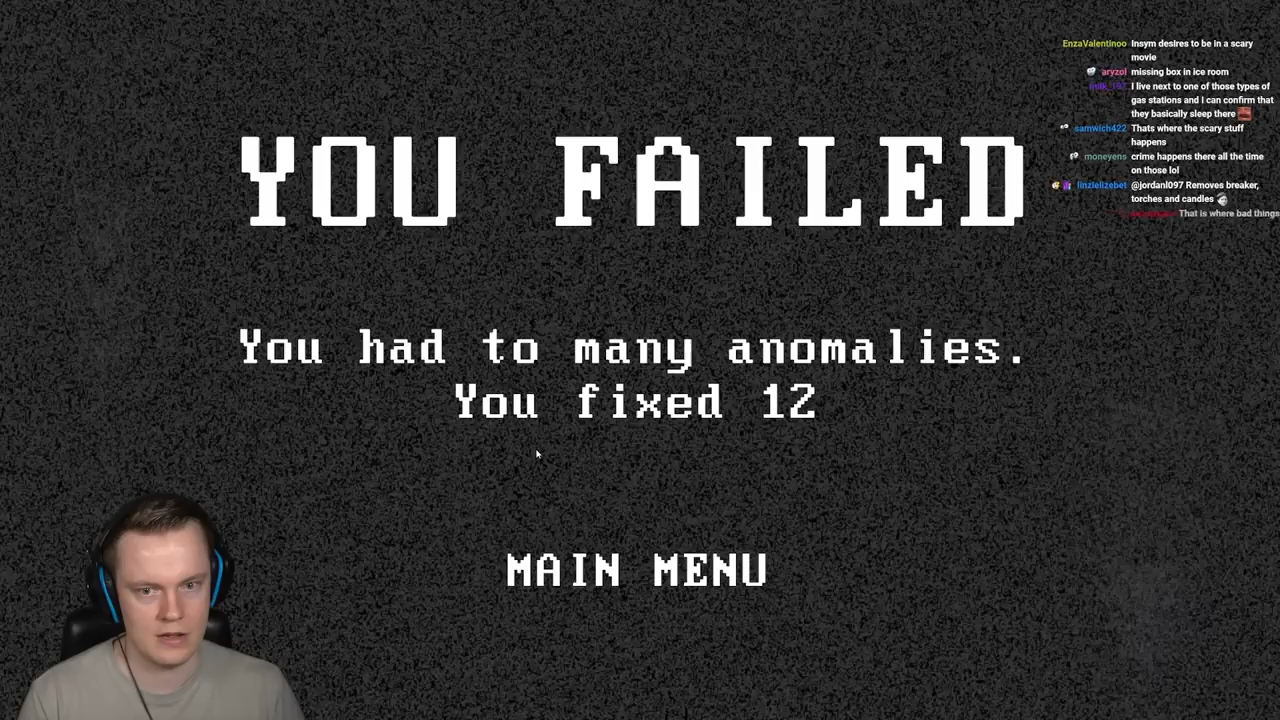 YOU FAILED
You had to many anomalies.
You fixed 12
MAIN MENU
EnzaValentinoo Insym desires to be in a scary
movie
aryzol missing box in ice room
I live next to one of those types of
gas stations and I can confirm that
they basically sleep there
samwich422 Thats where the scary stuff
happens
moneyens crime happens there all the time
on those lol
linzielizebet @jordanl097 Removes breaker,
torches and candles
That is where bad things